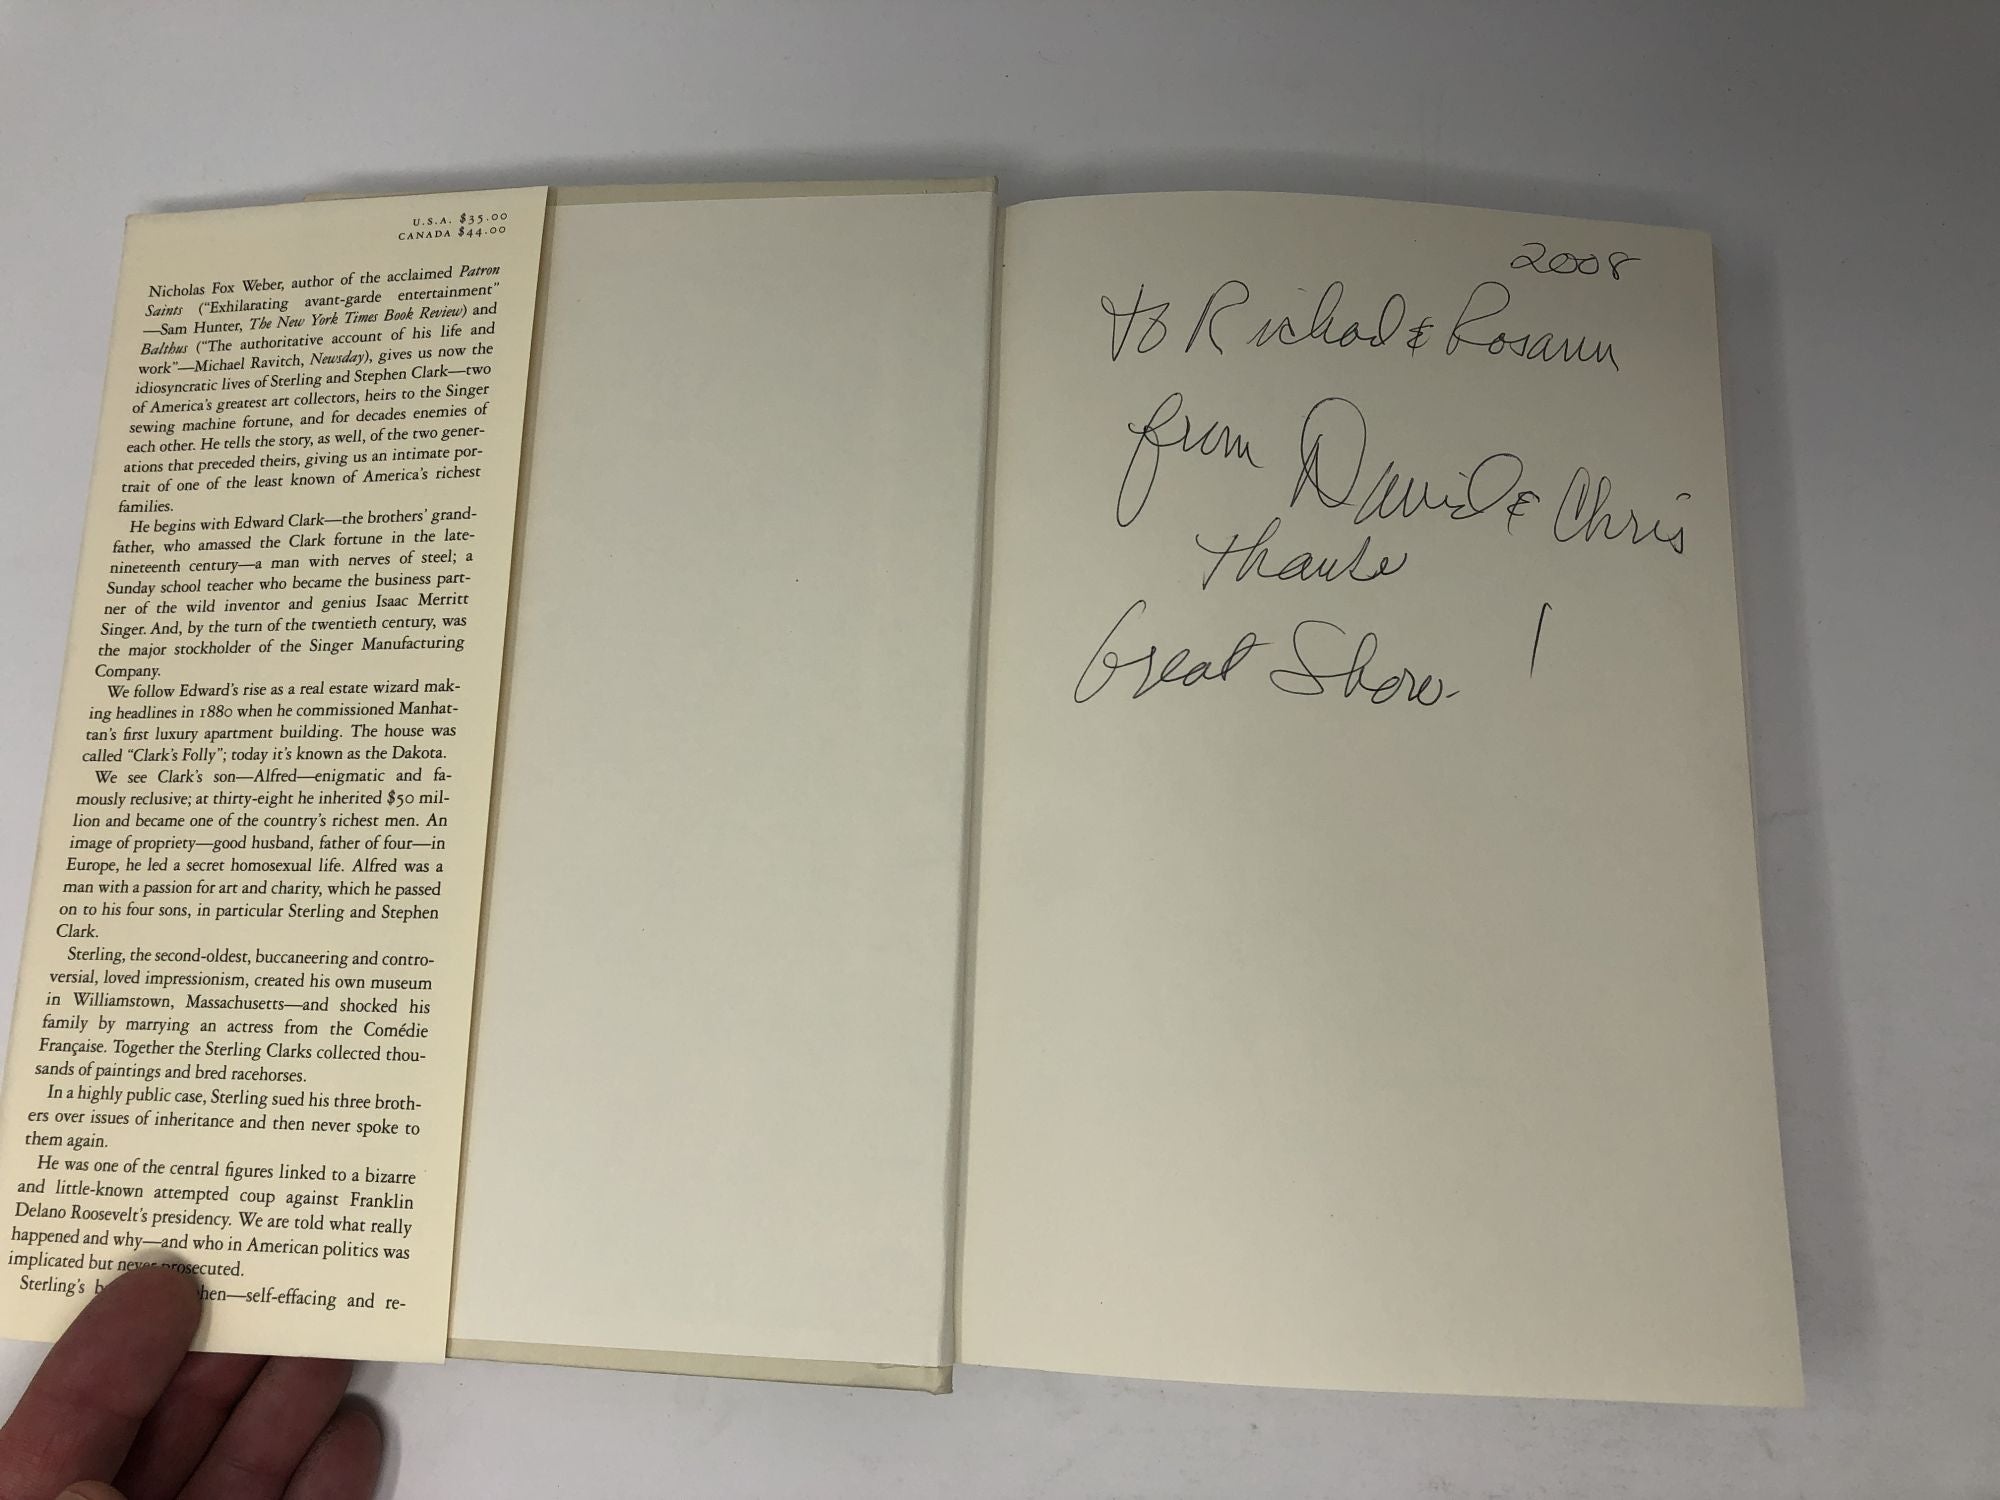 U.S.A. $35.00
CANADA $44.00
Nicholas Fox Weber, author of the acclaimed Patron
Saints (“Exhilarating avant-garde entertainment”
—Sam Hunter, The New York Times Book Review) and
Balthus (“The authoritative account of his life and
work”—Michael Ravitch, Newsday), gives us now the
idiosyncratic lives of Sterling and Stephen Clark—two
of America’s greatest art collectors, heirs to the Singer
sewing machine fortune, and for decades enemies of
each other. He tells the story, as well, of the two gener-
ations that preceded theirs, giving us an intimate por-
trait of one of the least known of America’s richest
families.
He begins with Edward Clark—the brothers’ grand-
father, who amassed the Clark fortune in the late-
nineteenth century—a man with nerves of steel; a
Sunday school teacher who became the business part-
ner of the wild inventor and genius Isaac Merritt
Singer. And, by the turn of the twentieth century, was
the major stockholder of the Singer Manufacturing
Company.
We follow Edward’s rise as a real estate wizard mak-
ing headlines in 1880 when he commissioned Manhat-
tan’s first luxury apartment building. The house was
called “Clark’s Folly”; today it’s known as the Dakota.
We see Clark’s son—Alfred—enigmatic and fa-
mously reclusive; at thirty-eight he inherited $50 mil-
lion and became one of the country’s richest men. An
image of propriety—good husband, father of four—in
Europe, he led a secret homosexual life. Alfred was a
man with a passion for art and charity, which he passed
on to his four sons, in particular Sterling and Stephen
Clark.
Sterling, the second-oldest, buccaneering and contro-
versial, loved impressionism, created his own museum
in Williamstown, Massachusetts—and shocked his
family by marrying an actress from the Comédie
Française. Together the Sterling Clarks collected thou-
sands of paintings and bred racehorses.
In a highly public case, Sterling sued his three broth-
ers over issues of inheritance and then never spoke to
them again.
He was one of the central figures linked to a bizarre
and little-known attempted coup against Franklin
Delano Roosevelt’s presidency. We are told what really
happened and why—and who in American politics was
implicated but never prosecuted.
Sterling’s hen—self-effacing and re-
2008
to Richard & Rosann
from David & Chris
thanks
Great Show !